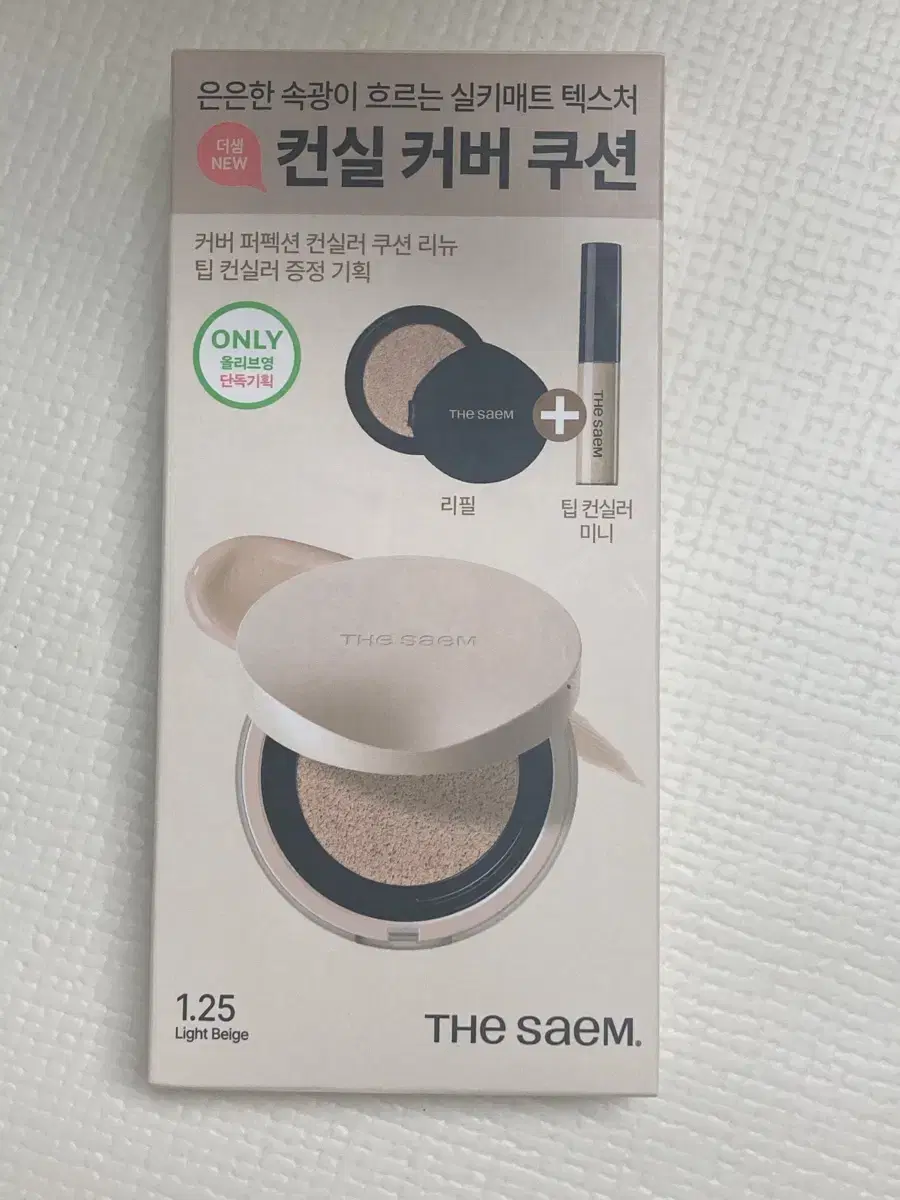 은은한 속광이 흐르는 실키매트 텍스처
더샘
NEW
컨실 커버 쿠션
커버 퍼펙션 컨실러 쿠션 리뉴
팁 컨실러 증정 기획
ONLY
올리브영
단독기획
THE SAEM
THE SAEM
리필
팁 컨실러
미니
THE SAEM
1.25
Light Beige
THE SAEM.